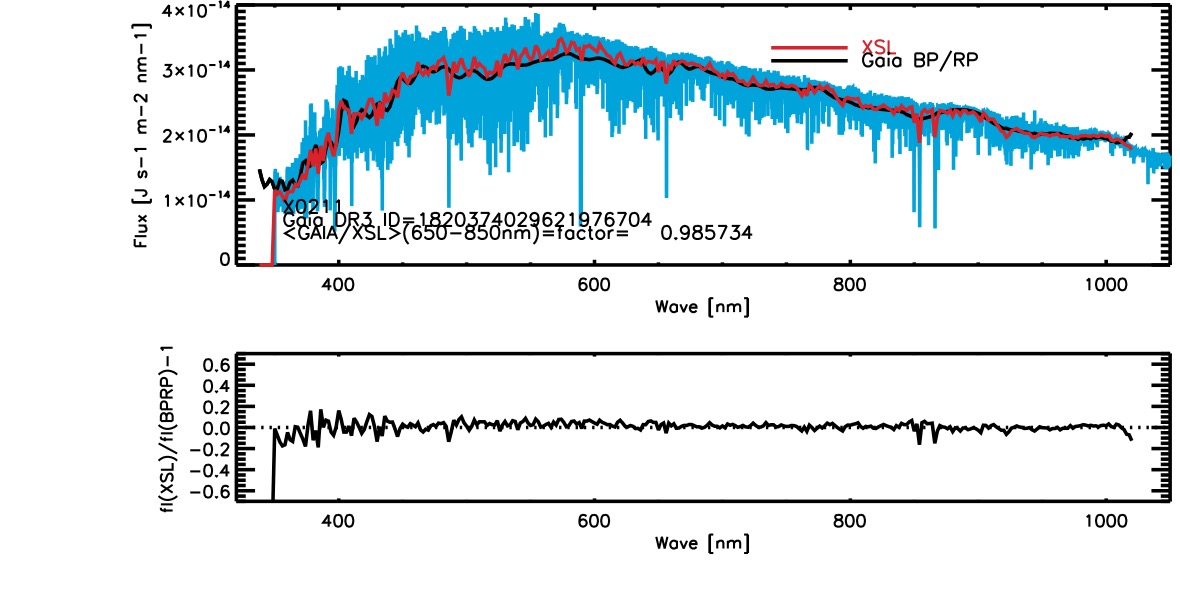 4×10−14
3×10−14
2×10−14
1×10−14
0
Flux [J s−1 m−2 nm−1]
XSL
Gaia BP/RP
X0211
Gaia DR3 ID=1820374029621976704
<GAIA/XSL>(650−850nm)=factor= 0.985734
400 600 800 1000
Wave [nm]
fl(XSL)/fl(BPRP)−1
0.6
0.4
0.2
0.0
−0.2
−0.4
−0.6
400 600 800 1000
Wave [nm]